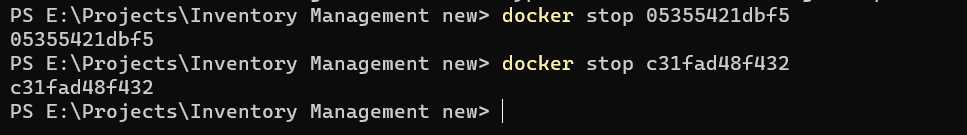 PS E:\Projects\Inventory Management new> docker stop 05355421dbf5
05355421dbf5
PS E:\Projects\Inventory Management new> docker stop c31fad48f432
c31fad48f432
PS E:\Projects\Inventory Management new>